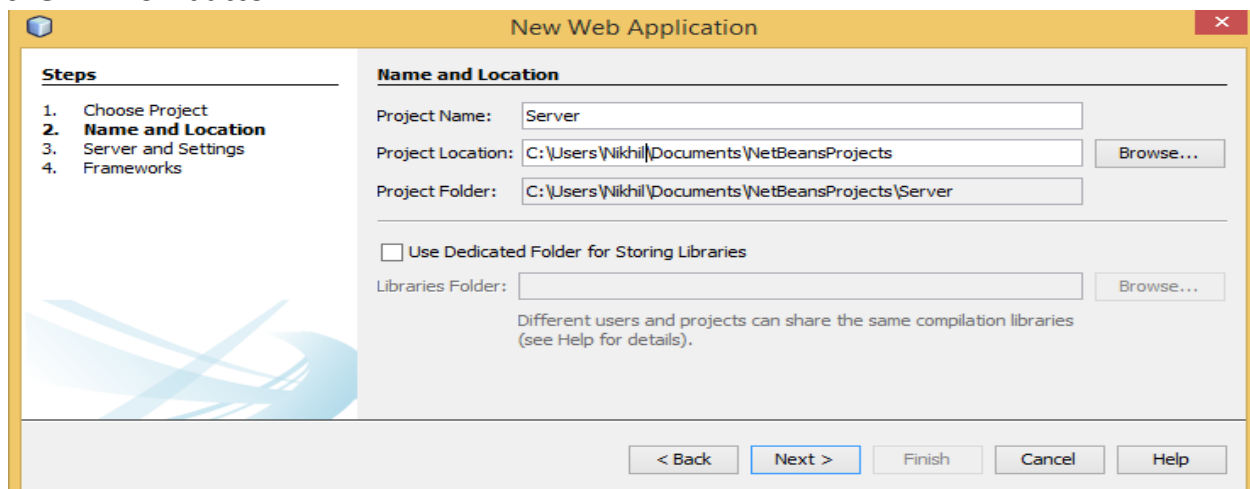 New Web Application
Steps
1. Choose Project
2. Name and Location
3. Server and Settings
4. Frameworks
Name and Location
Project Name: Server
Project Location: C:\Users\Nikhil\Documents\NetBeansProjects Browse...
Project Folder: C:\Users\Nikhil\Documents\NetBeansProjects\Server
Use Dedicated Folder for Storing Libraries
Libraries Folder: Browse...
Different users and projects can share the same compilation libraries
(see Help for details).
< Back Next > Finish Cancel Help